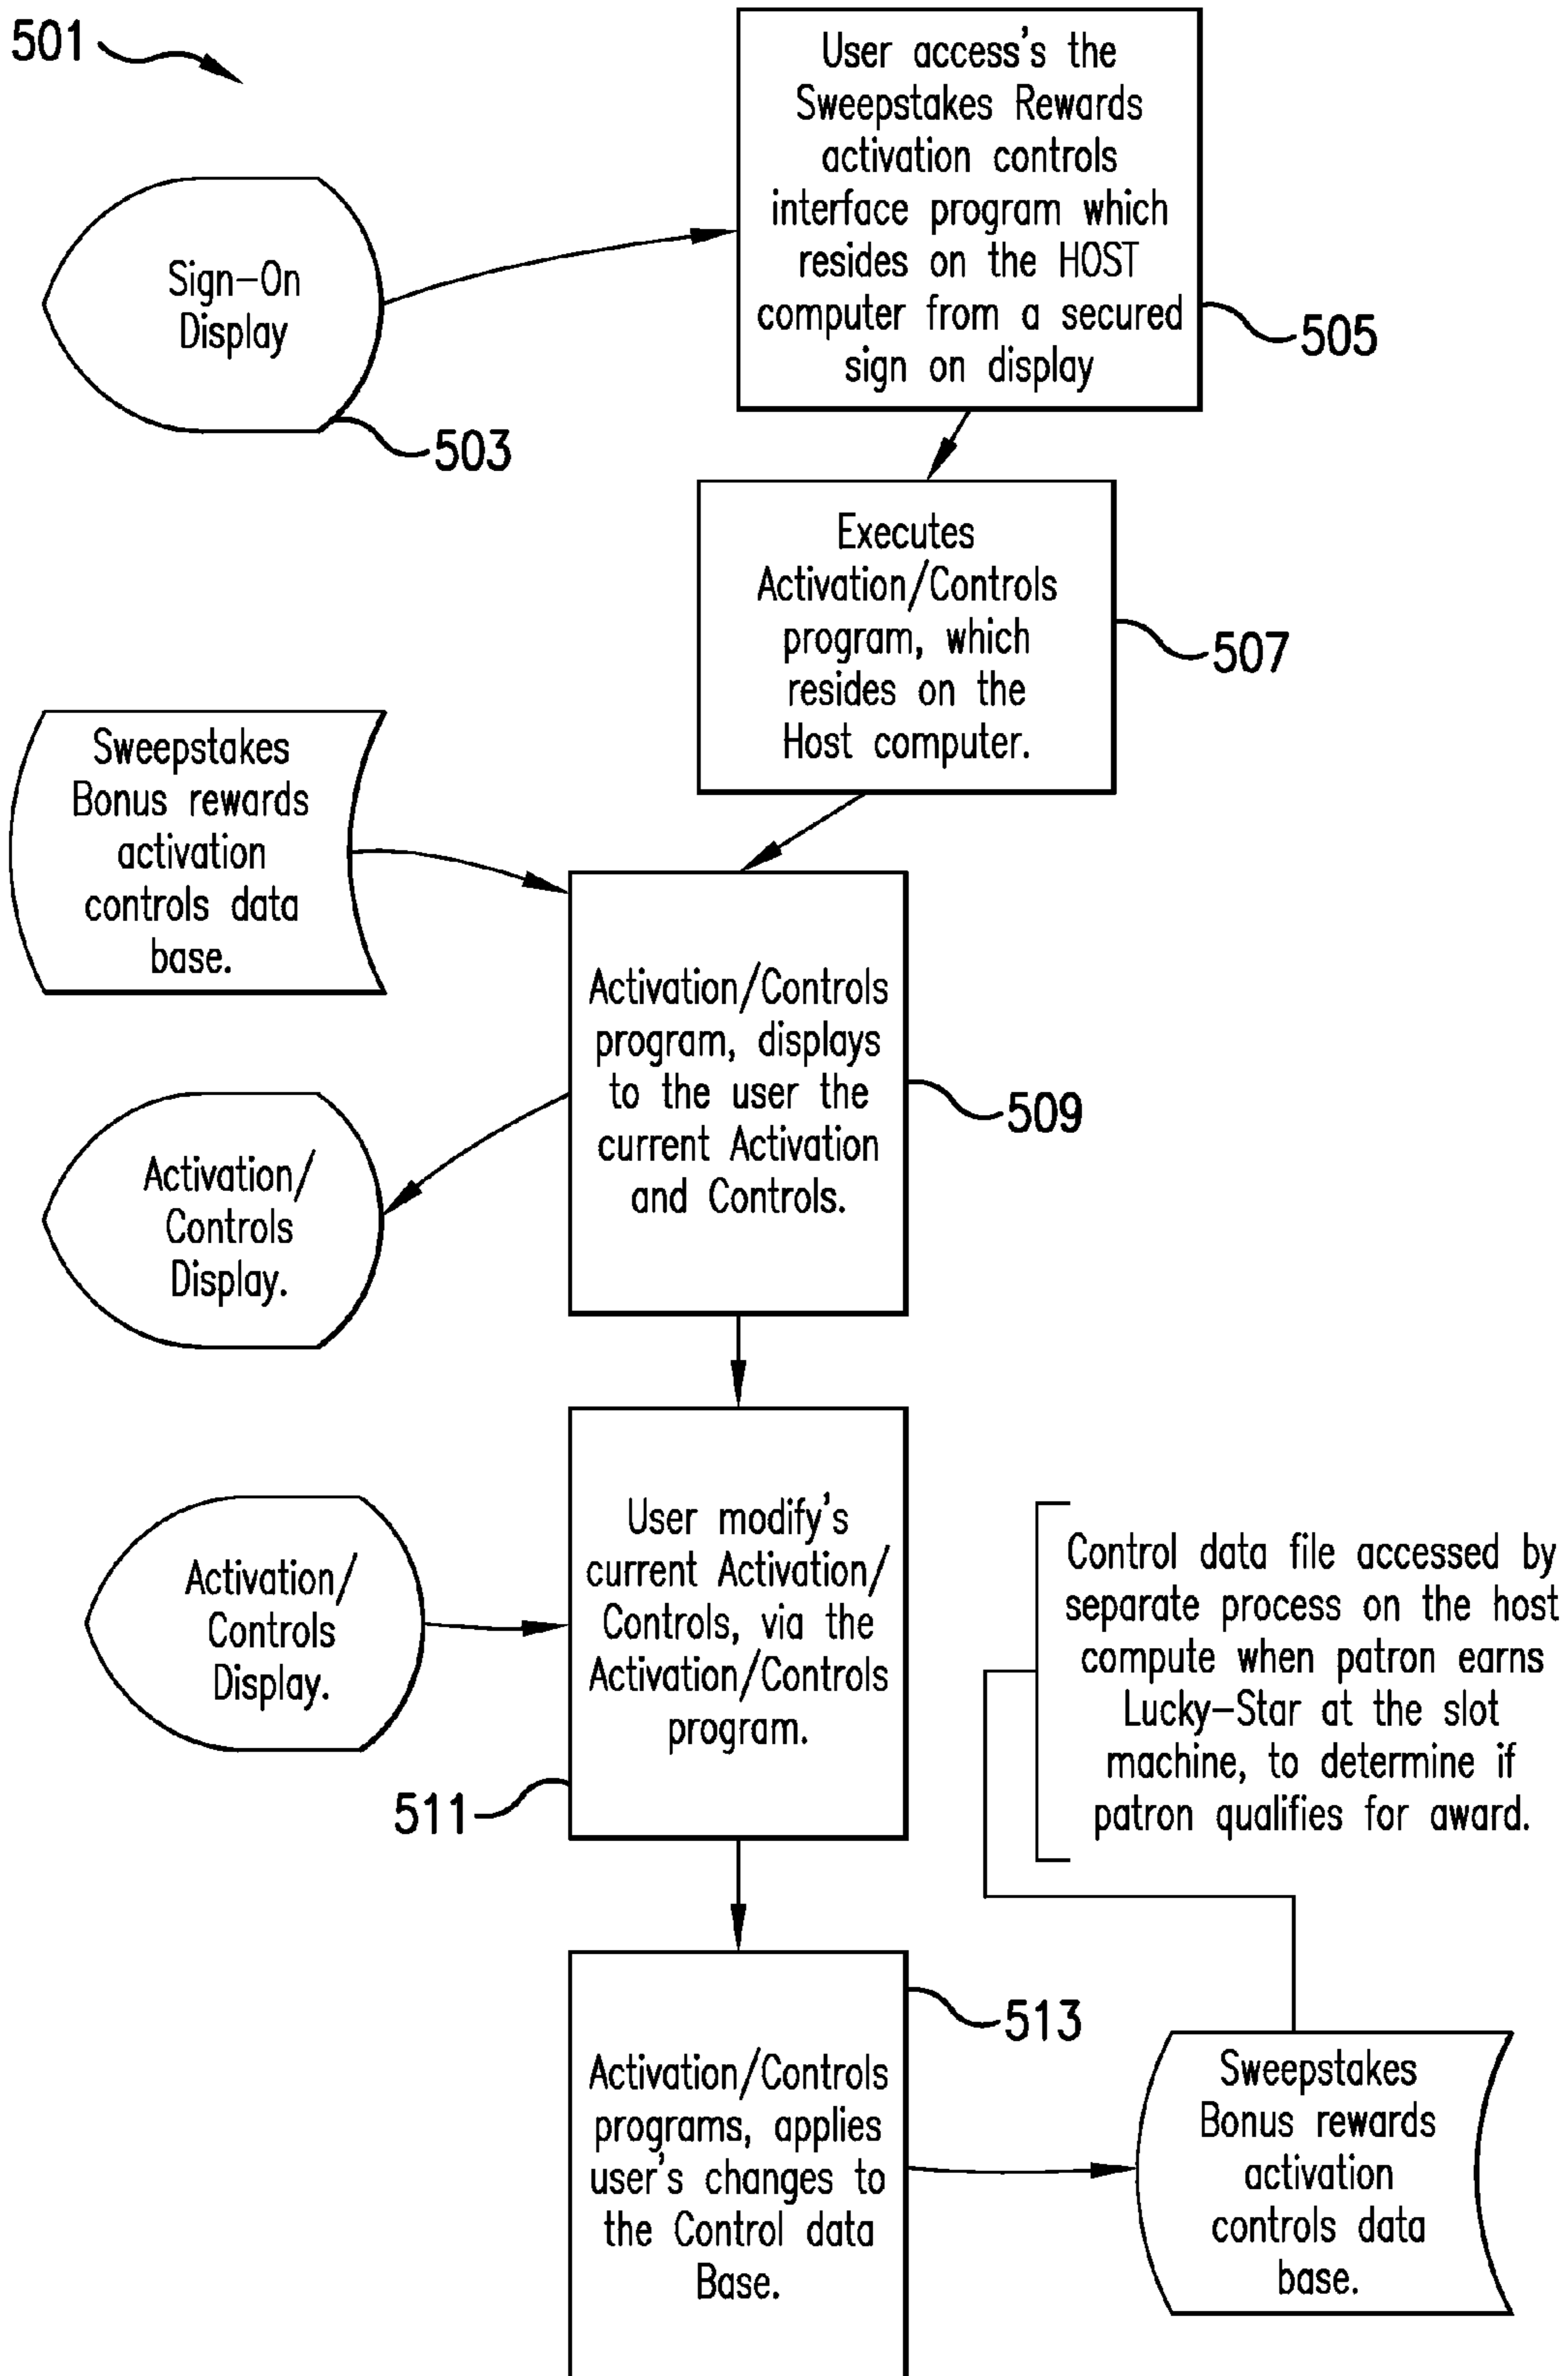 501
User access's the
Sweepstakes Rewards
activation controls
interface program which
resides on the HOST
computer from a secured
sign on display
505
Sign-On
Display
503
Executes
Activation/Controls
program, which
resides on the
Host computer.
507
Sweepstakes
Bonus rewards
activation
controls data
base.
Activation/Controls
program, displays
to the user the
current Activation
and Controls.
509
Activation/
Controls
Display.
User modify's
current Activation/
Controls, via the
Activation/Controls
program.
511
Activation/
Controls
Display.
Control data file accessed by
separate process on the host
compute when patron earns
Lucky-Star at the slot
machine, to determine if
patron qualifies for award.
513
Activation/Controls
programs, applies
user's changes to
the Control data
Base.
Sweepstakes
Bonus rewards
activation
controls data
base.